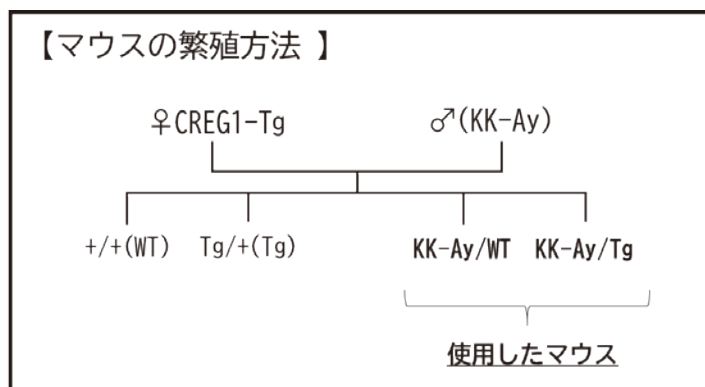 【マウスの繁殖方法 】
♀CREG1-Tg ♂(KK-Ay)
+/+(WT) Tg/+(Tg) KK-Ay/WT KK-Ay/Tg
使用したマウス